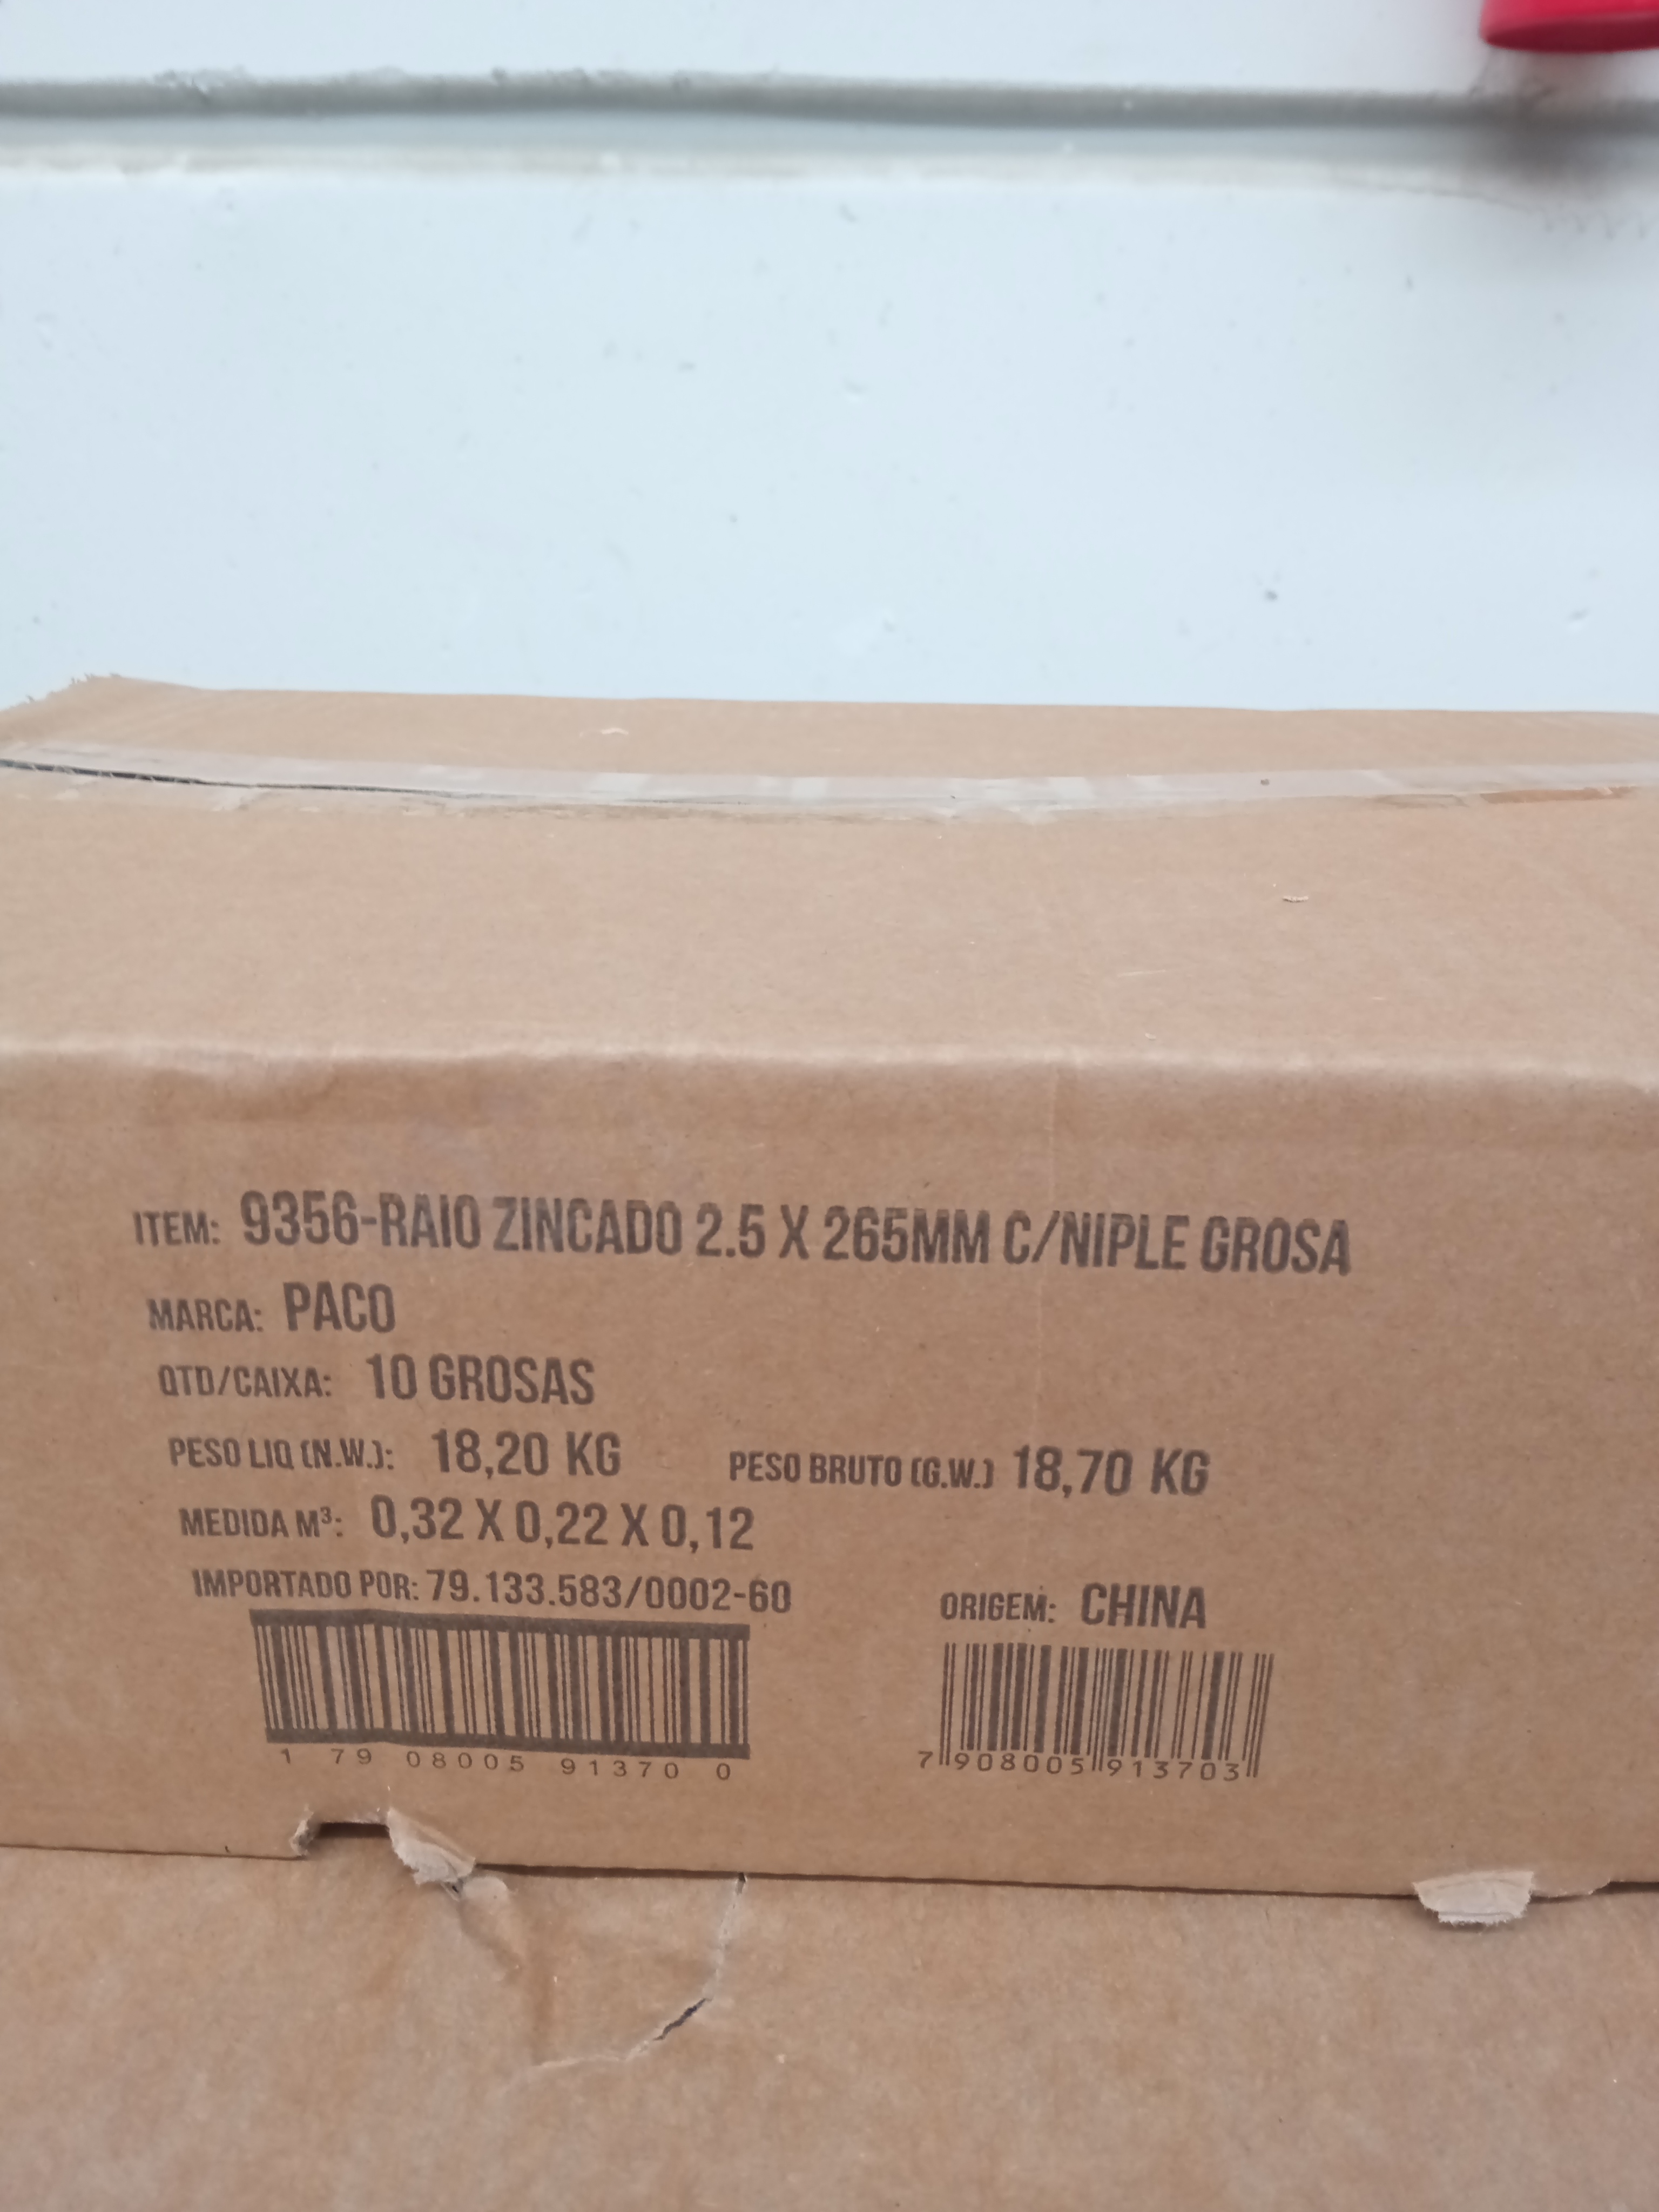 ITEM: 9356-RAIO ZINCADO 2.5 X 265MM C/NIPLE GROSA
MARCA: PACO
QTD/CAIXA: 10 GROSAS
PESO LIQ (N.W.): 18,20 KG PESO BRUTO (G.W.) 18,70 KG
MEDIDA M³: 0,32 X 0,22 X 0,12
IMPORTADO POR: 79.133.583/0002-60 ORIGEM: CHINA
1 79 08005 91370 0 7 908005 913703